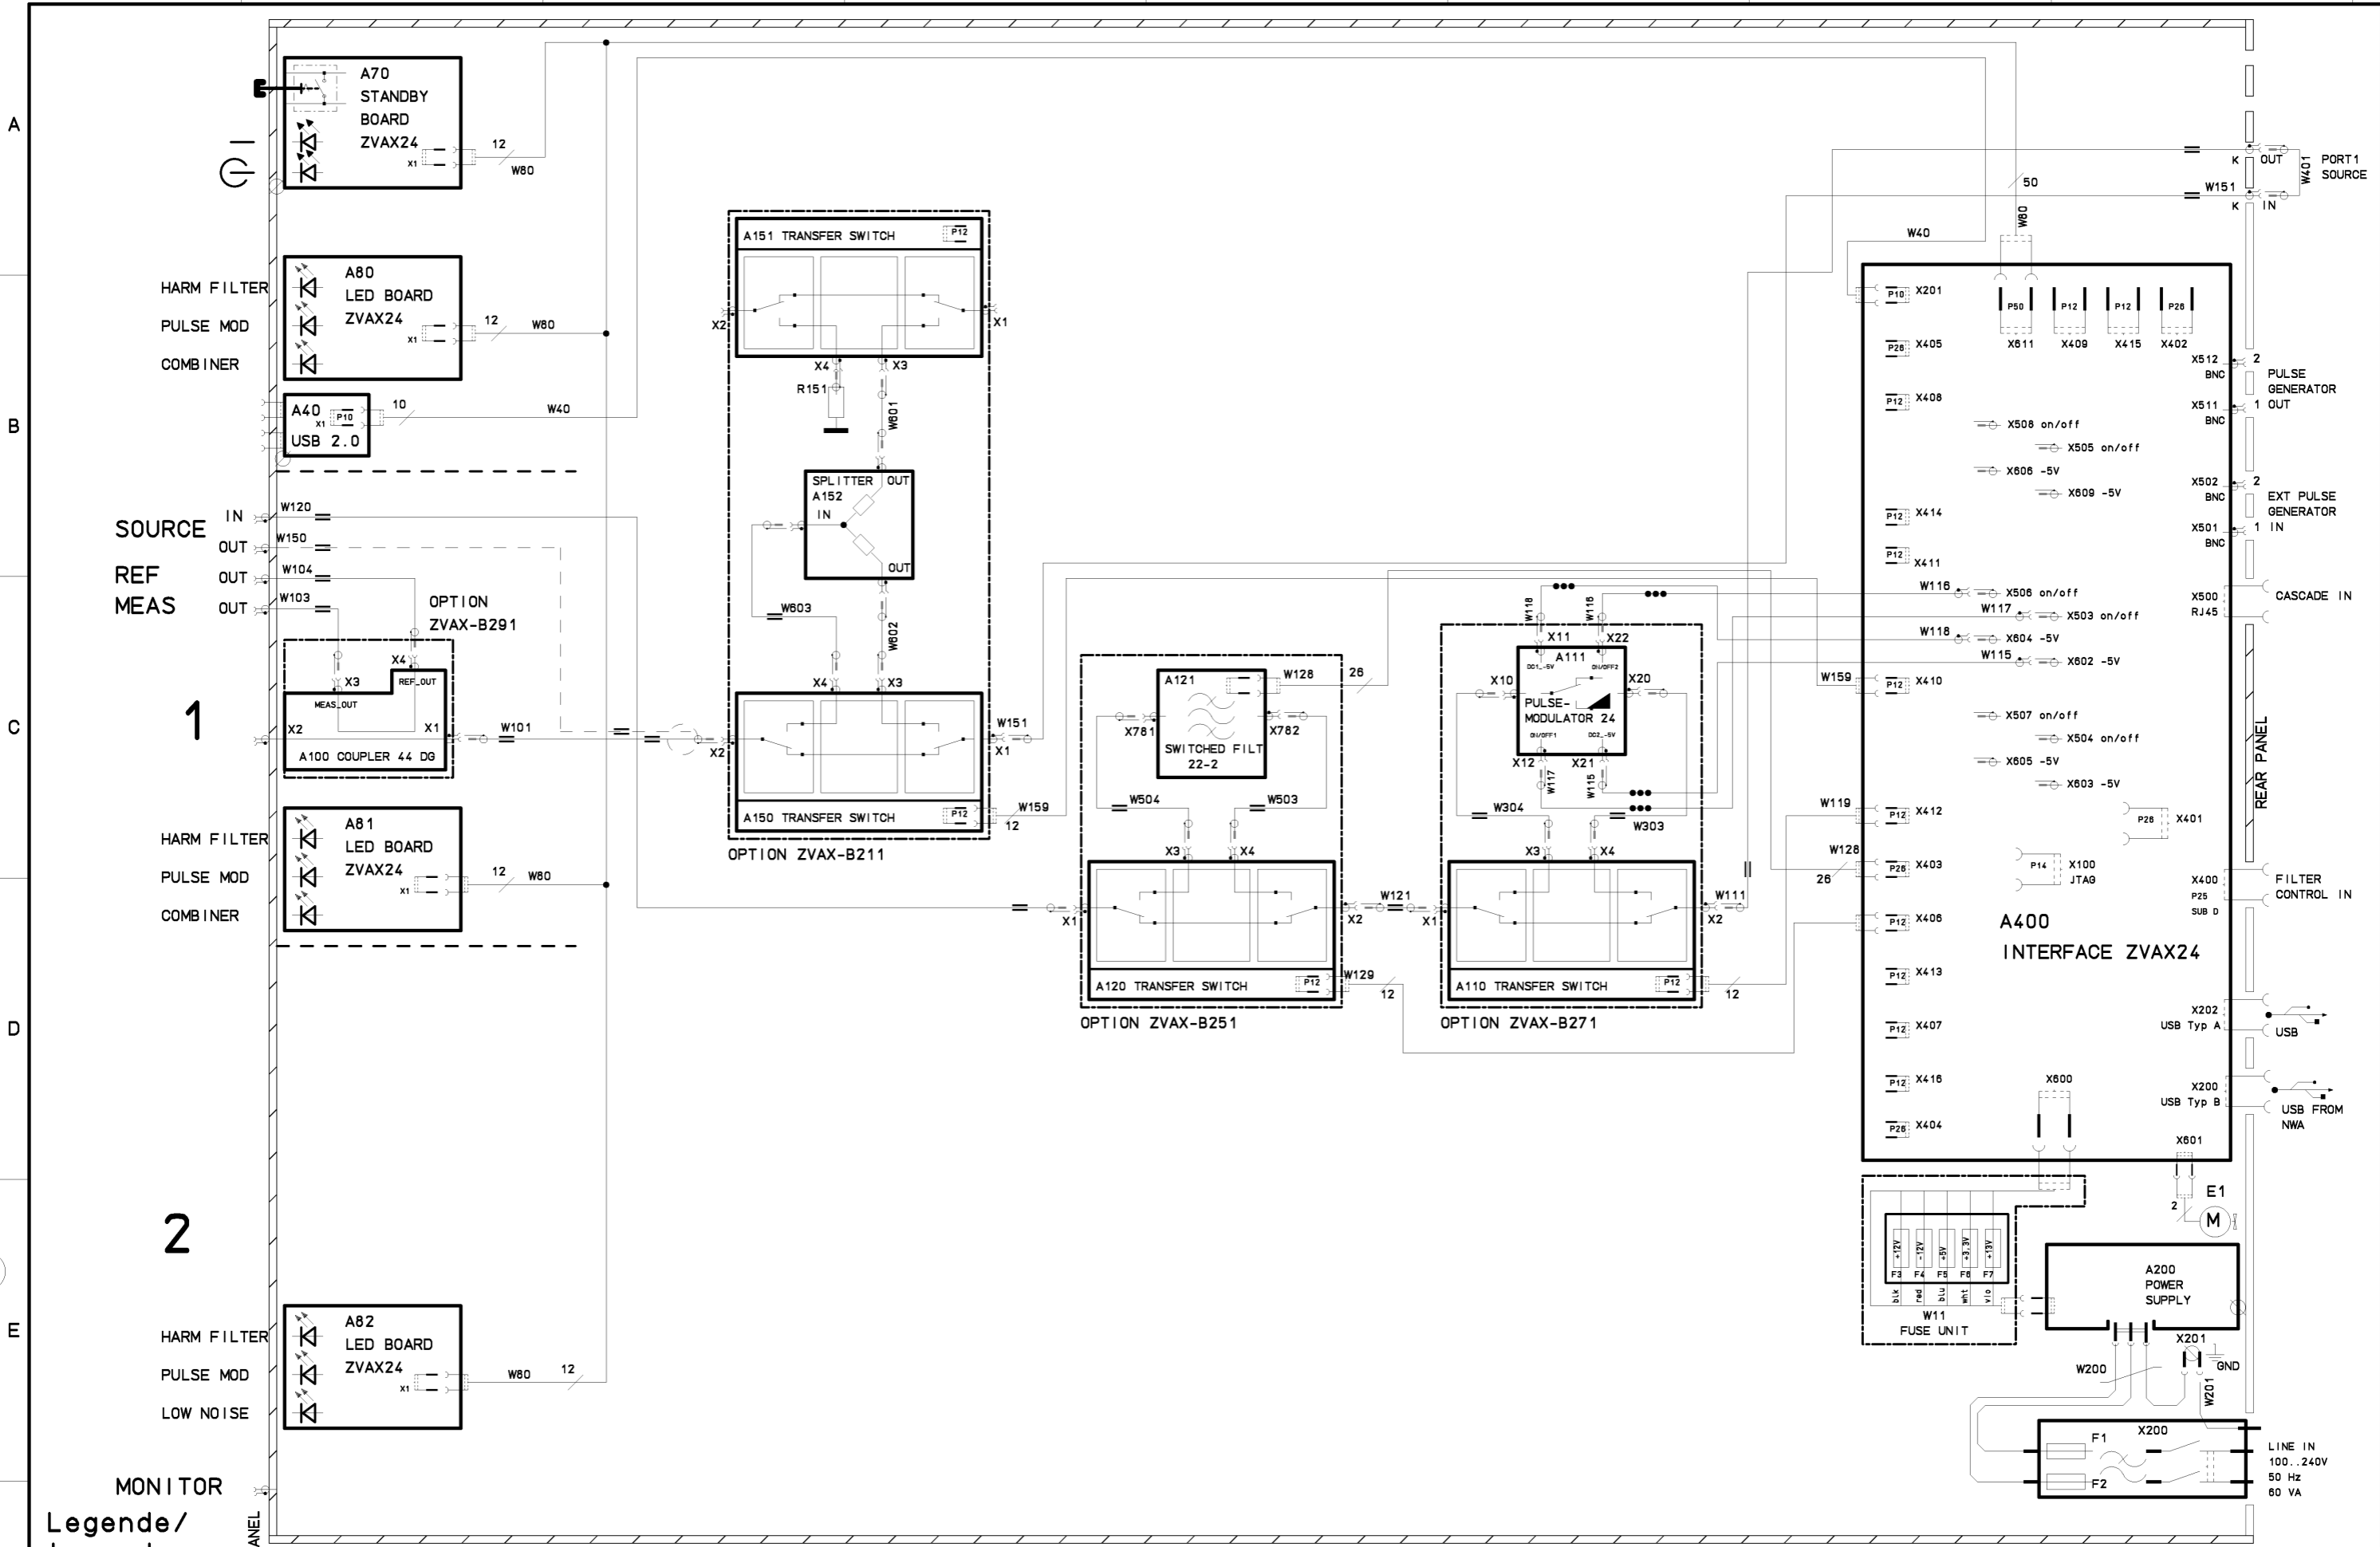 A
A70
STANDBY
BOARD
ZVAX24
X1
12
W80
A80
LED BOARD
ZVAX24
X1
12
W80
HARM FILTER
PULSE MOD
COMBINER
B
A40
X1
P10
USB 2.0
10
W40
SOURCE
IN
W120
OUT
W150
REF
OUT
W104
MEAS
OUT
W103
OPTION
ZVAX-B291
X4
X3
REF_OUT
MEAS_OUT
X2
X1
A100 COUPLER 44 DG
W101
1
C
A81
LED BOARD
ZVAX24
X1
12
W80
HARM FILTER
PULSE MOD
COMBINER
D
2
E
A82
LED BOARD
ZVAX24
X1
W80
12
HARM FILTER
PULSE MOD
LOW NOISE
MONITOR
Legende/
A151 TRANSFER SWITCH
P12
X2
X1
X4
X3
R151
W601
SPLITTER
OUT
A152
IN
OUT
W603
W602
X4
X3
X2
W151
X1
A150 TRANSFER SWITCH
P12
W159
12
OPTION ZVAX-B211
A121
W128
26
X781
X782
SWITCHED FILT
22-2
W504
W503
X3
X4
X1
X2
W121
A120 TRANSFER SWITCH
P12
W129
12
OPTION ZVAX-B251
W118
W116
X11
X22
A111
DC1_-5V
ON/OFF2
X10
X20
PULSE-
MODULATOR 24
ON/OFF1
DC2_-5V
X12
X21
W117
W115
W304
W303
X3
X4
X1
W111
X2
A110 TRANSFER SWITCH
P12
12
OPTION ZVAX-B271
50
W80
W40
K
OUT
W401
PORT1
SOURCE
W151
K
IN
P10
X201
P50
P12
P12
P26
X611
X409
X415
X402
P26
X405
P12
X408
X512
BNC
2
PULSE
GENERATOR
X511
1
OUT
BNC
X508 on/off
X505 on/off
X606 -5V
X609 -5V
X502
BNC
2
EXT PULSE
GENERATOR
X501
1
IN
BNC
P12
X414
P12
X411
W116
X506 on/off
W117
X503 on/off
W118
X604 -5V
W115
X602 -5V
X500
RJ45
CASCADE IN
W159
P12
X410
X507 on/off
X504 on/off
X605 -5V
X603 -5V
REAR PANEL
W119
P12
X412
P26
X401
W128
26
P26
X403
P14
X100
JTAG
X400
P25
SUB D
FILTER
CONTROL IN
P12
X406
A400
INTERFACE ZVAX24
P12
X413
P12
X407
X202
USB Typ A
USB
P12
X416
X600
X200
USB Typ B
USB FROM
NWA
P26
X404
X601
E1
2
M
+12V
-12V
+5V
+3.3V
+13V
F3
F4
F5
F6
F7
blk
red
blu
wht
vio
W11
FUSE UNIT
A200
POWER
SUPPLY
X201
GND
W200
W201
X200
F1
F2
LINE IN
100..240V
50 Hz
60 VA